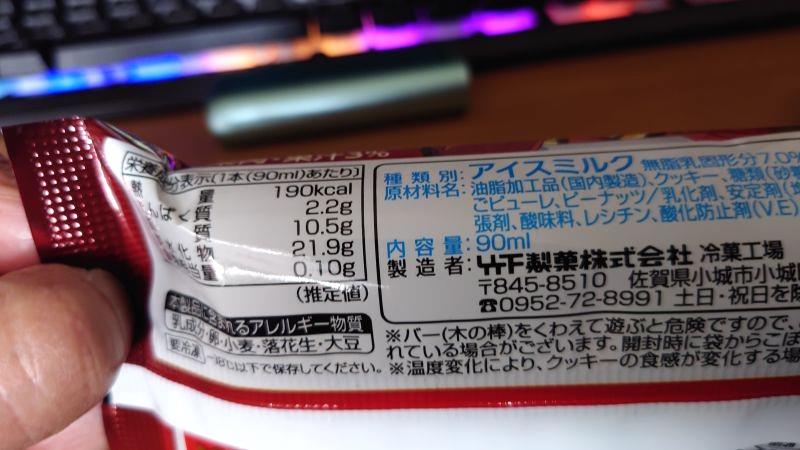 果汁3%
表示(1本(90ml)あたり)
量 190kcal
質 2.2g
質 10.5g
物 21.9g
量 0.10g
(推定値)
本製品に含まれるアレルギー物質
乳成分・卵・小麦・落花生・大豆
要冷凍 以下で保存してください。
種類別: アイスミルク 無脂乳固形分7.0%
原材料名: 油脂加工品(国内製造)、クッキー、糖類(砂糖
ごピューレ、ピーナッツ/乳化剤、安定剤(
張剤、酸味料、レシチン、酸化防止剤(V.E)
内容量: 90ml
製造者: 竹下製菓株式会社 冷菓工場
〒845-8510 佐賀県小城市小城
☎0952-72-8991 土日・祝日を除
※バー(木の棒)をくわえて遊ぶと危険ですので、
れている場合がございます。開封時に袋からこぼ
※温度変化により、クッキーの食感が変化する場